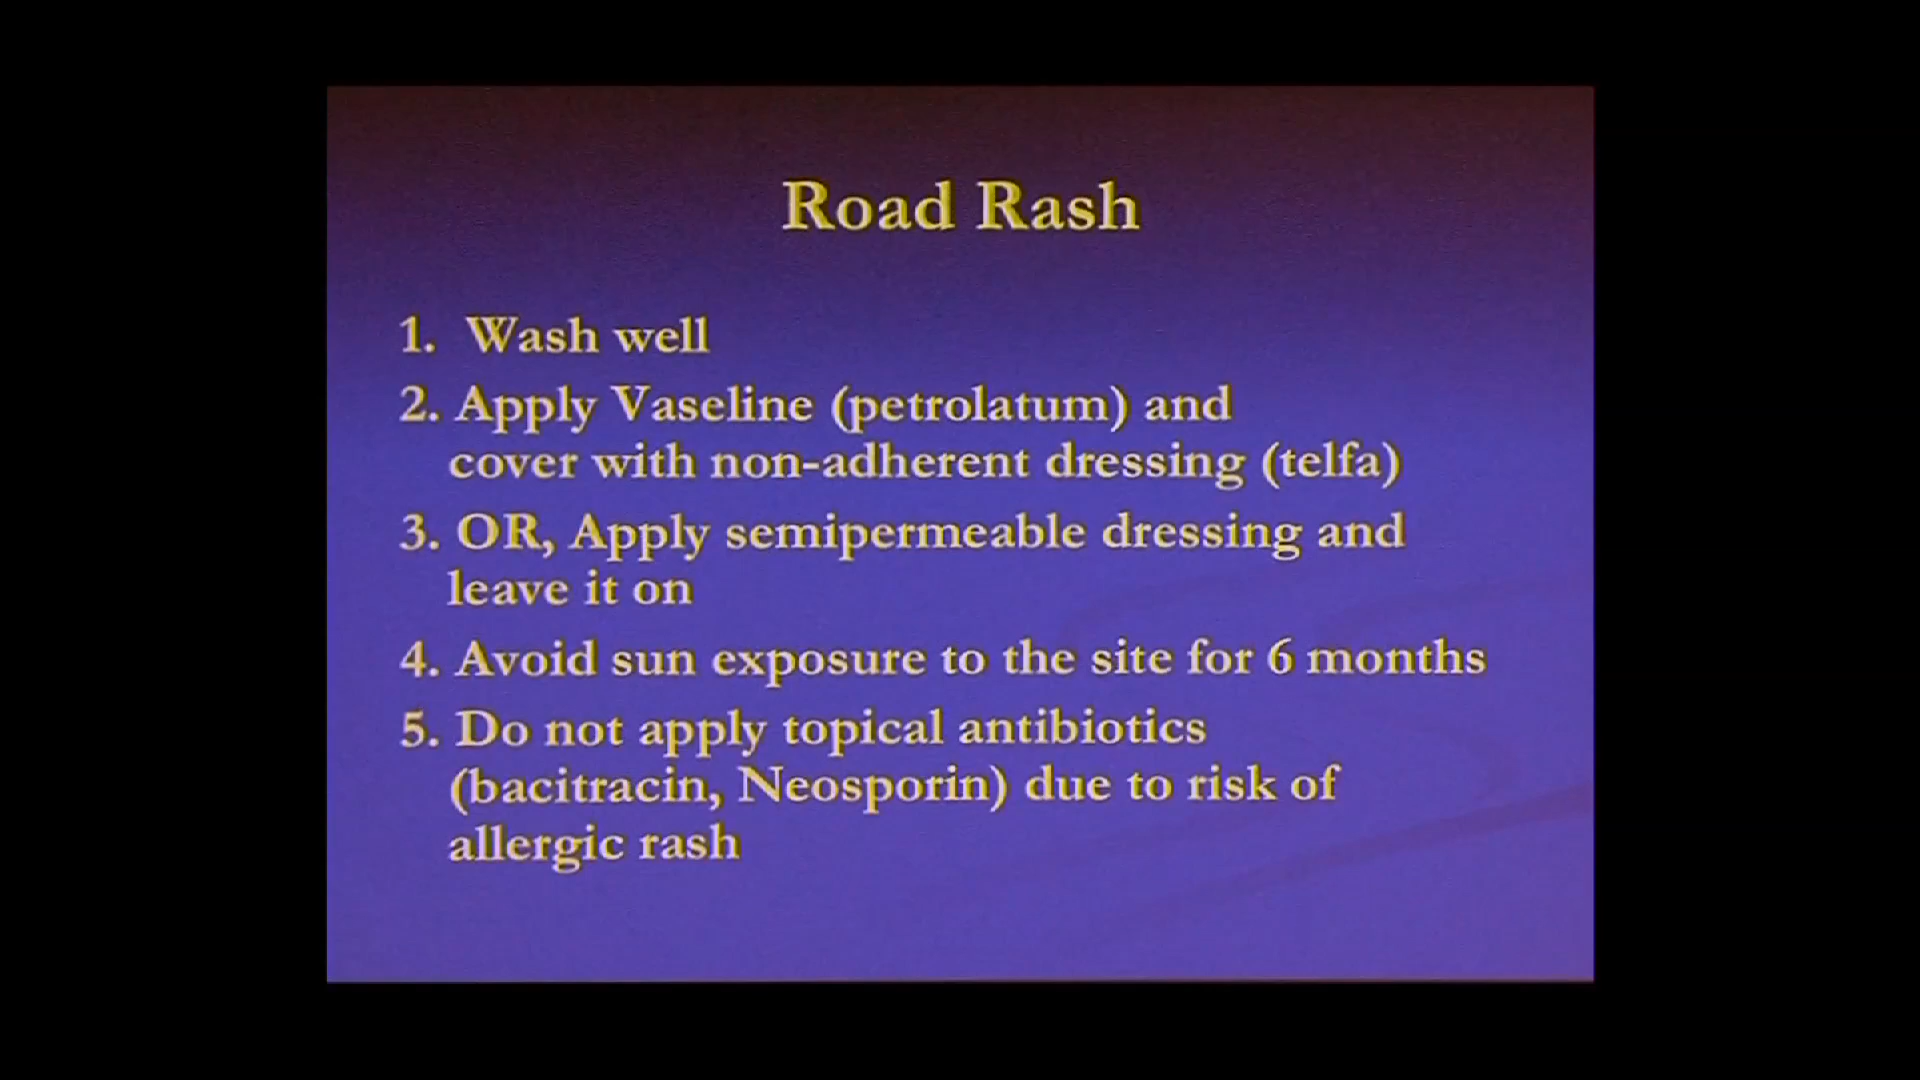 Road Rash
1. Wash well
2. Apply Vaseline (petrolatum) and
cover with non-adherent dressing (telfa)
3. OR, Apply semipermeable dressing and
leave it on
4. Avoid sun exposure to the site for 6 months
5. Do not apply topical antibiotics
(bacitracin, Neosporin) due to risk of
allergic rash